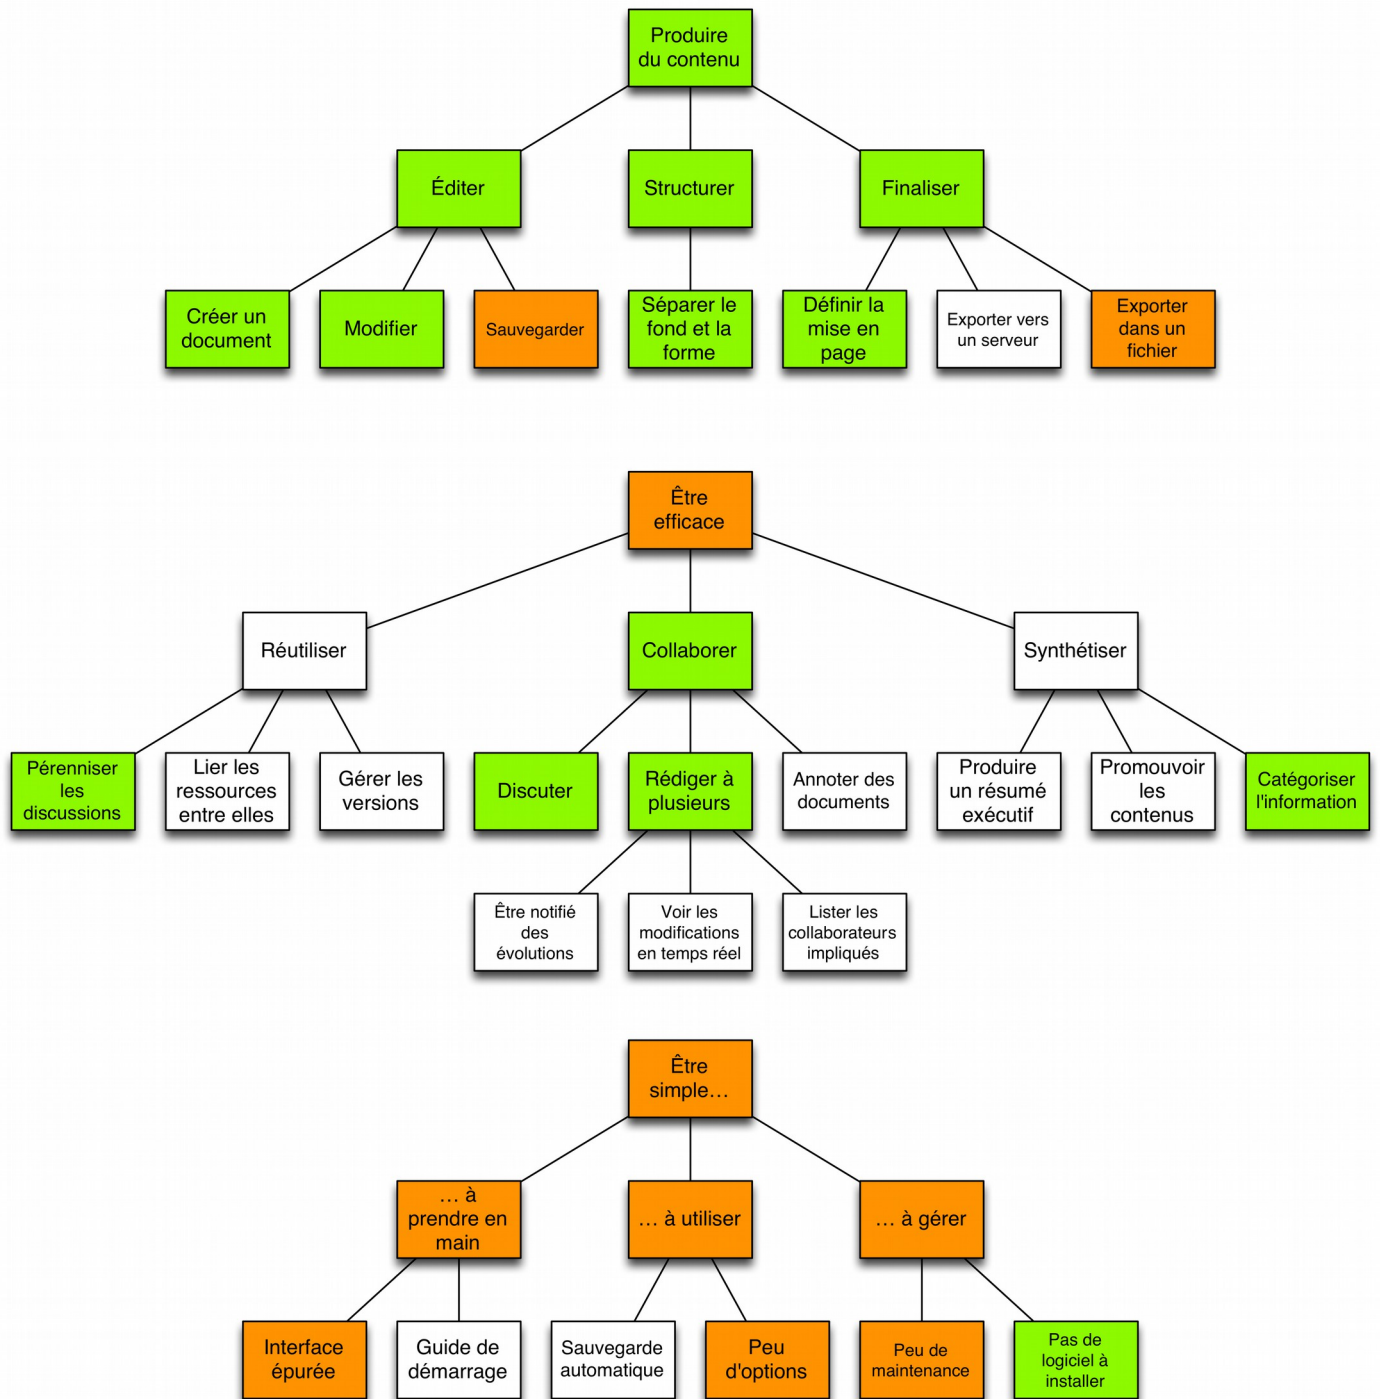 Produire
du contenu
Éditer
Structurer
Finaliser
Créer un
document
Modifier
Sauvegarder
Séparer le
fond et la
forme
Définir la
mise en
page
Exporter vers
un serveur
Exporter
dans un
fichier
Être
efficace
Réutiliser
Collaborer
Synthétiser
Pérenniser
les
discussions
Lier les
ressources
entre elles
Gérer les
versions
Discuter
Rédiger à
plusieurs
Annoter des
documents
Produire
un résumé
exécutif
Promouvoir
les
contenus
Catégoriser
l'information
Être notifié
des
évolutions
Voir les
modifications
en temps réel
Lister les
collaborateurs
impliqués
Être
simple…
… à
prendre en
main
… à utiliser
… à gérer
Interface
épurée
Guide de
démarrage
Sauvegarde
automatique
Peu
d'options
Peu de
maintenance
Pas de
logiciel à
installer